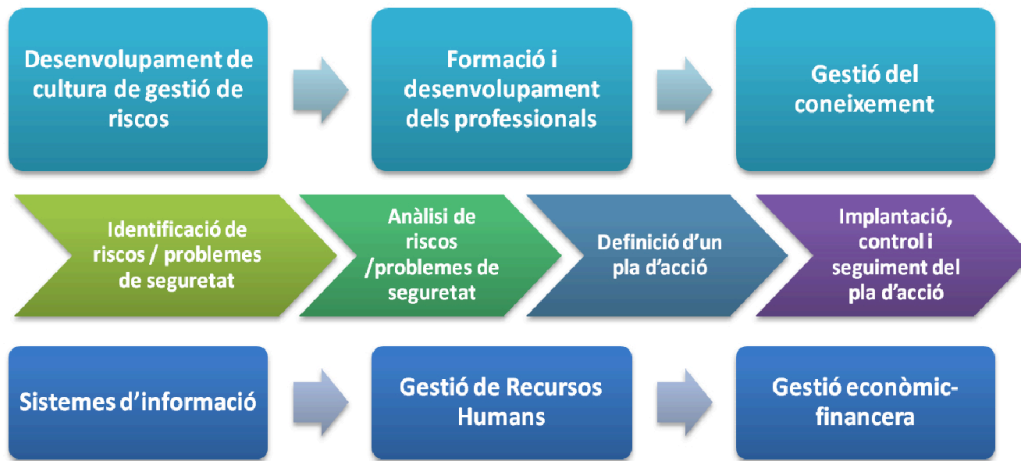 Desenvolupament de
cultura de gestió de
riscos
Formació i
desenvolupament
dels professionals
Gestió del
coneixement
Identificació de
riscos / problemes
de seguretat
Anàlisi de
riscos
/problemes de
seguretat
Definició d'un
pla d'acció
Implantació,
control i
seguiment del
pla d'acció
Sistemes d'informació
Gestió de Recursos
Humans
Gestió econòmic-
financera